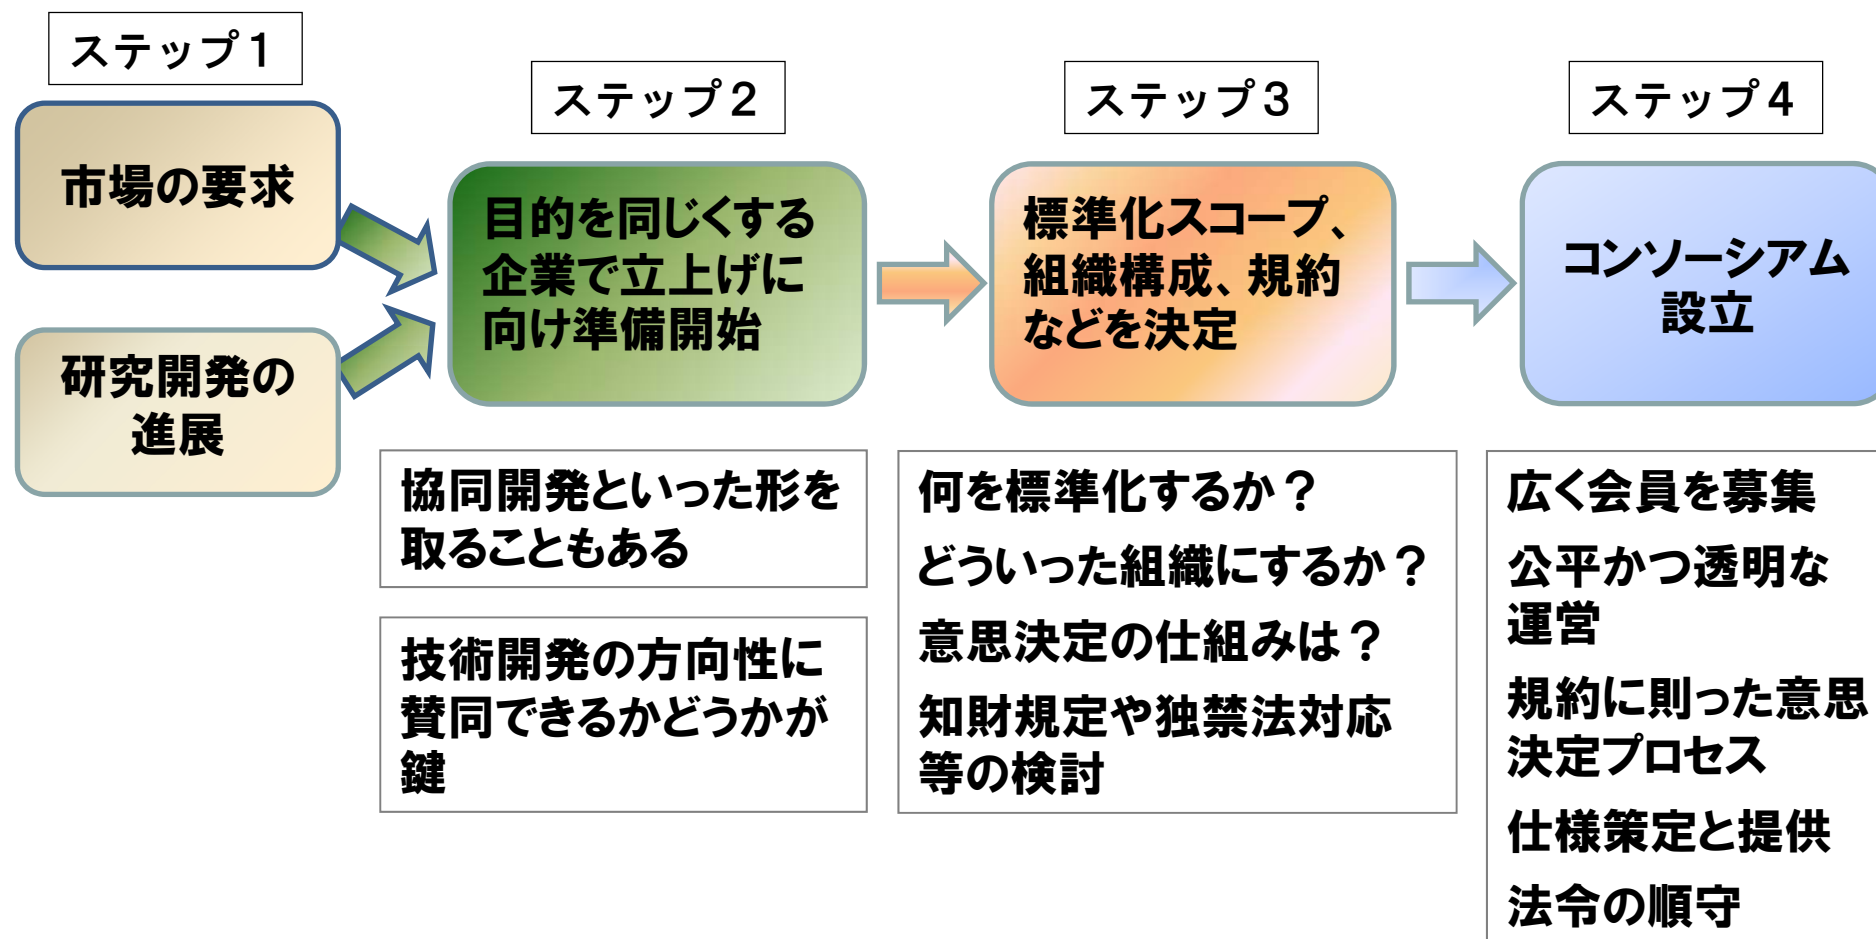 ステップ１
市場の要求
研究開発の
進展
ステップ２
目的を同じくする
企業で立上げに
向け準備開始
協同開発といった形を
取ることもある
技術開発の方向性に
賛同できるかどうかが
鍵
ステップ３
標準化スコープ、
組織構成、規約
などを決定
何を標準化するか？
どういった組織にするか？
意思決定の仕組みは？
知財規定や独禁法対応
等の検討
ステップ４
コンソーシアム
設立
広く会員を募集
公平かつ透明な
運営
規約に則った意思
決定プロセス
仕様策定と提供
法令の順守